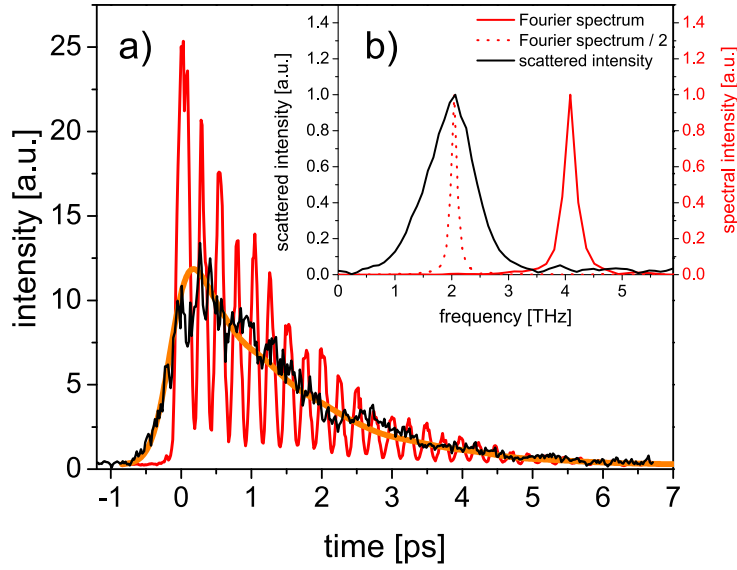 a)
25
20
15
10
5
0
intensity [a.u.]
-1 0 1 2 3 4 5 6 7
time [ps]
b)
Fourier spectrum
Fourier spectrum / 2
scattered intensity
1.4
1.2
1.0
0.8
0.6
0.4
0.2
0.0
scattered intensity [a.u.]
0 1 2 3 4 5
frequency [THz]
1.4
1.2
1.0
0.8
0.6
0.4
0.2
0.0
spectral intensity [a.u.]